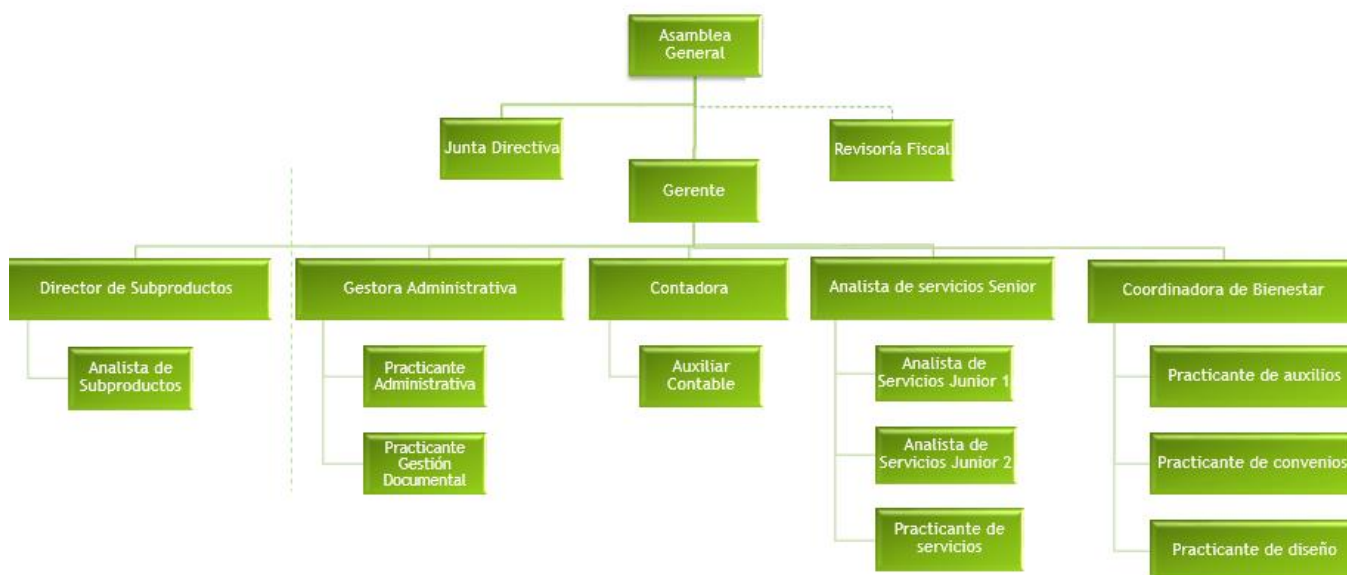 Asamblea
General
Junta Directiva
Revisoría Fiscal
Gerente
Director de Subproductos
Gestora Administrativa
Contadora
Analista de servicios Senior
Coordinadora de Bienestar
Analista de
Subproductos
Practicante
Administrativa
Practicante
Gestión
Documental
Auxiliar
Contable
Analista de
Servicios Junior 1
Analista de
Servicios Junior 2
Practicante de
servicios
Practicante de auxilios
Practicante de convenios
Practicante de diseño